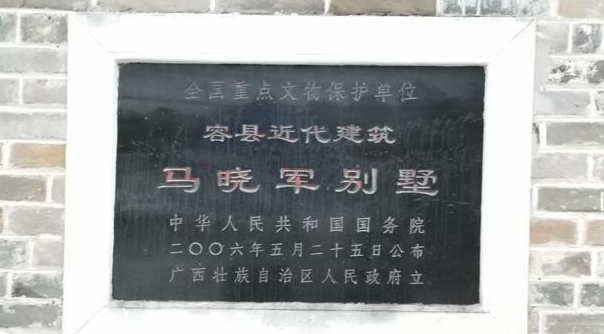 全国重点文物保护单位
容县近代建筑
马晓军别墅
中华人民共和国国务院
二〇〇六年五月二十五日公布
广西壮族自治区人民政府立